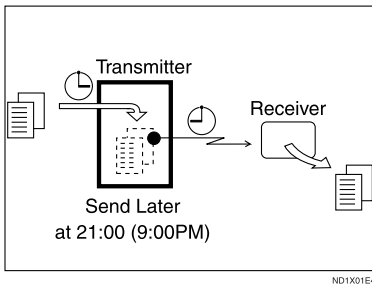 Transmitter
Receiver
Send Later
at 21:00 (9:00PM)